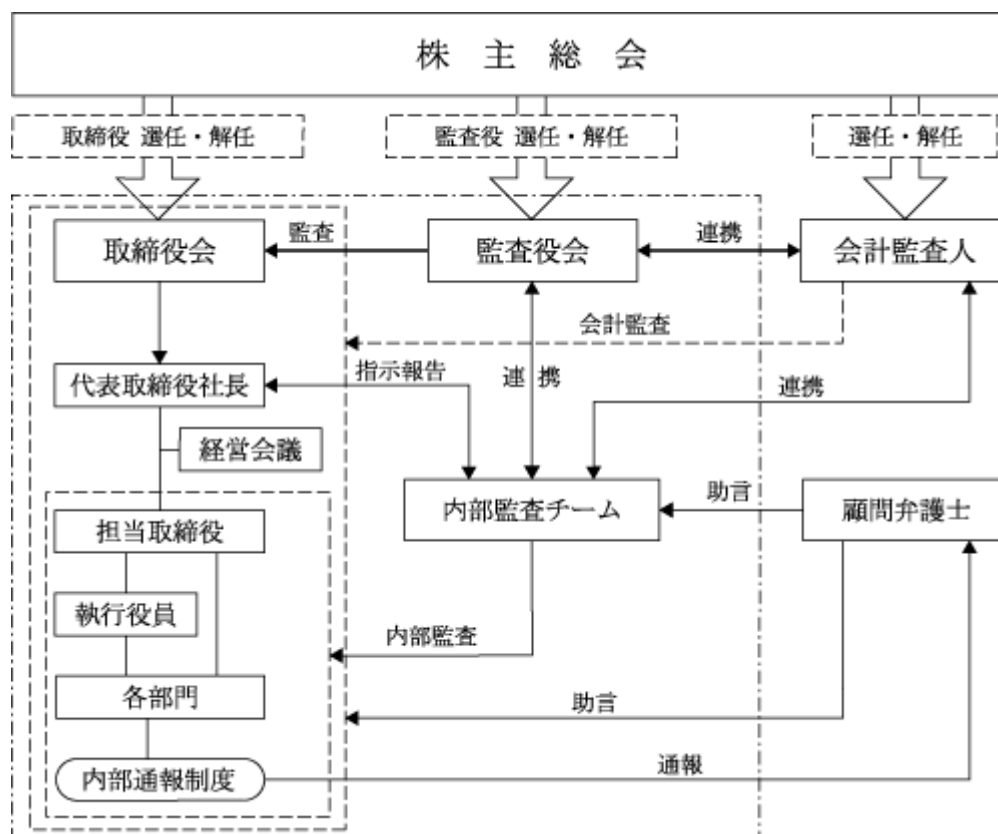 株主総会
取締役 選任・解任
監査役 選任・解任
選任・解任
取締役会
監査
監査役会
連携
会計監査人
会計監査
代表取締役社長
指示報告
連携
連携
経営会議
内部監査チーム
助言
顧問弁護士
担当取締役
執行役員
内部監査
各部門
助言
内部通報制度
通報